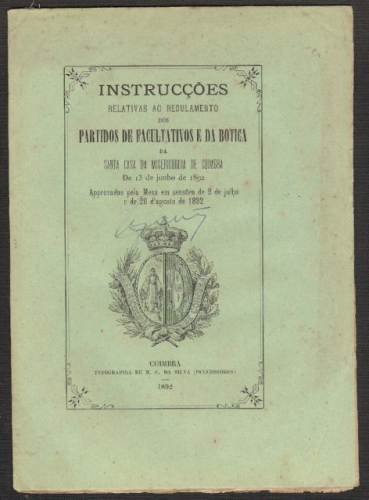 INSTRUCÇÕES
RELATIVAS AO REGULAMENTO
DOS
PARTIDOS DE FACULTATIVOS E DA BOTICA
DA
SANTA CASA DA MISERICORDIA DE COIMBRA
De 13 de junho de 1892
Approvadas pela Mesa em sessões de 2 de julho
e de 26 d'agosto de 1892
COIMBRA
TYPOGRAPHIA DE M. C. DA SILVA (SUCCESSORES)
1892